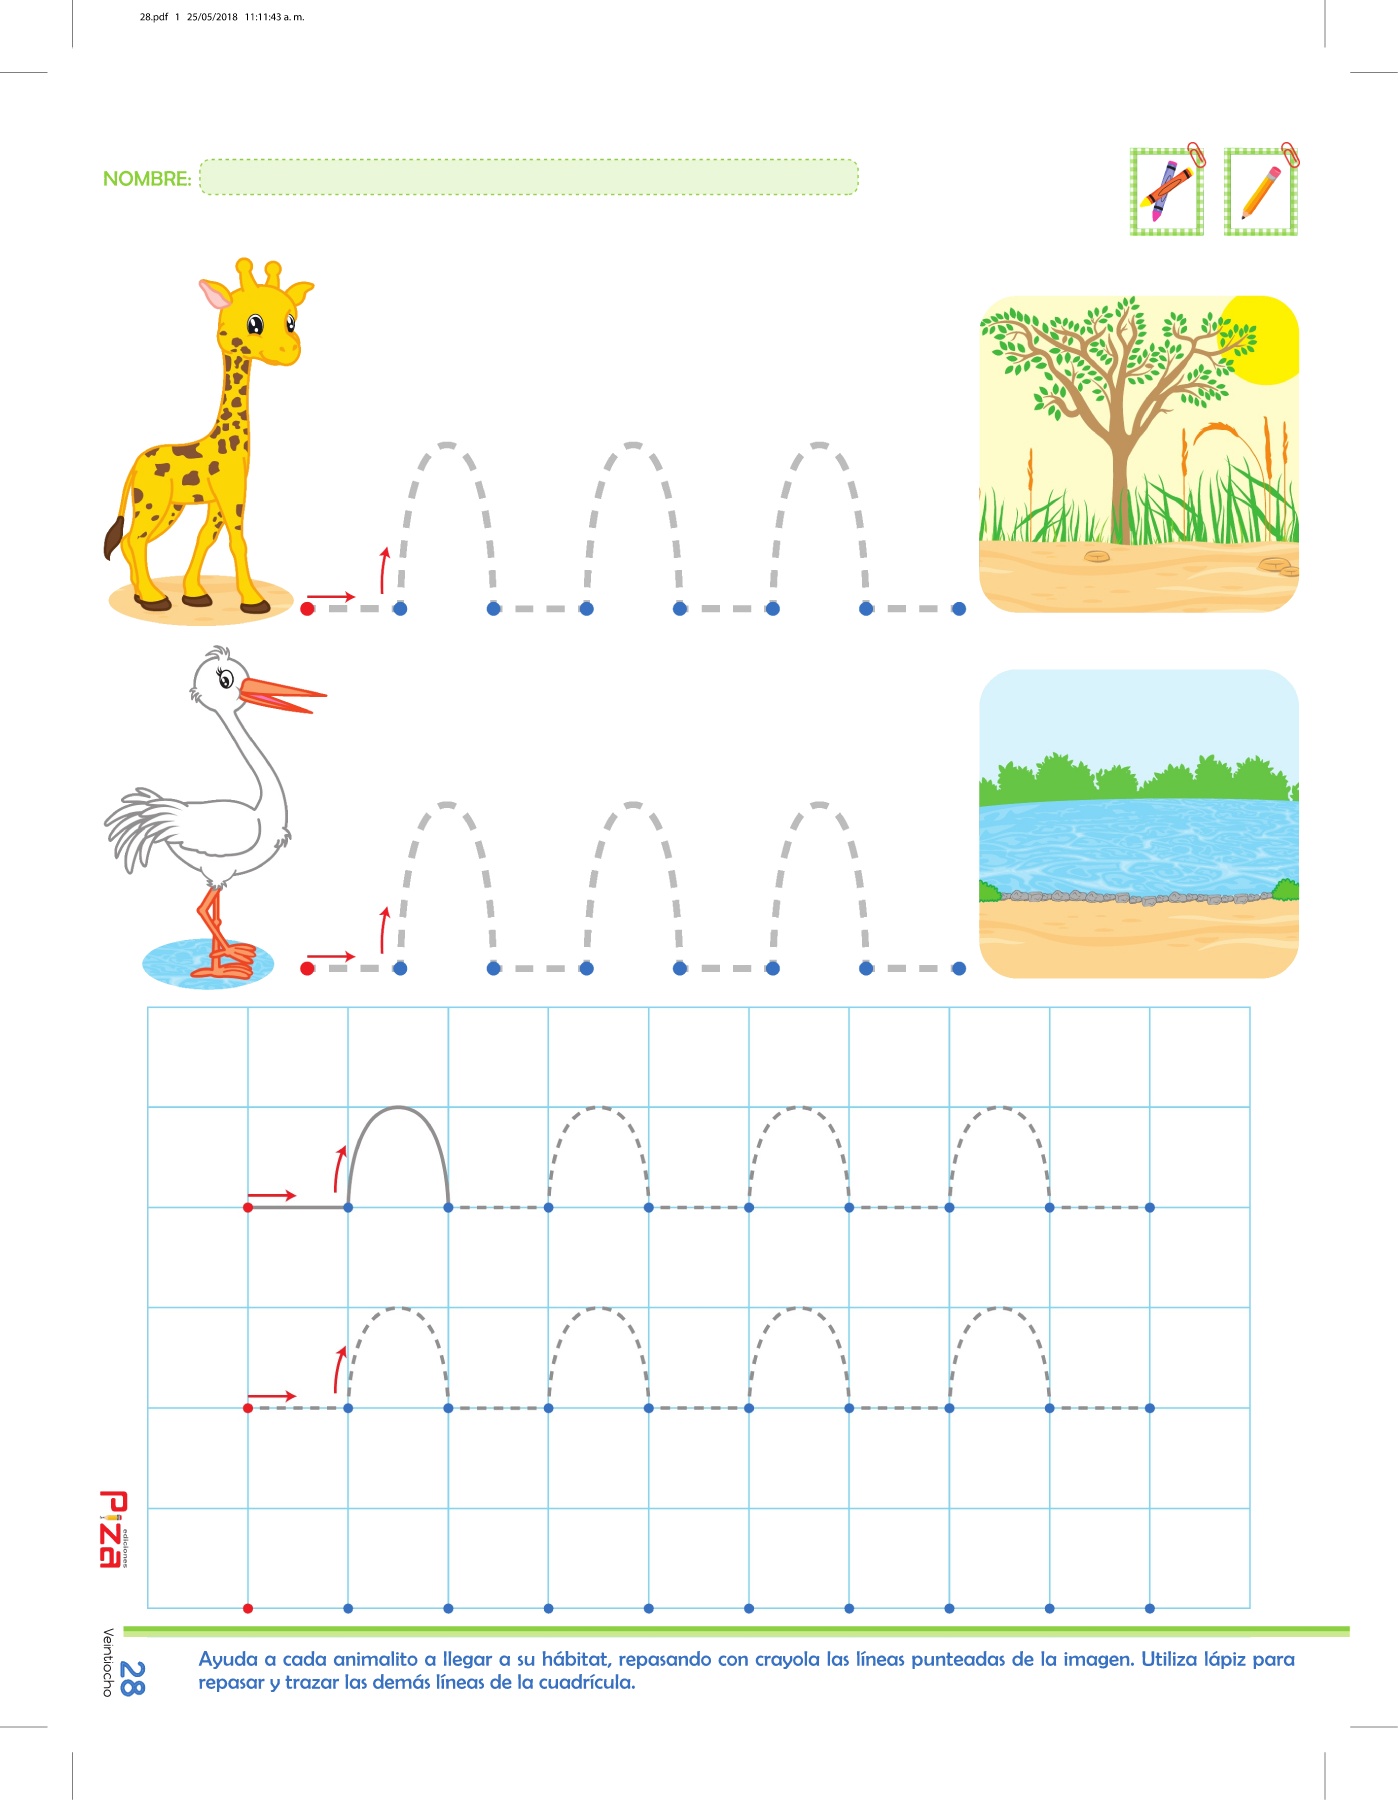 28.pdf 1 25/05/2018 11:11:43 a. m.
NOMBRE:
Piza
ediciones
Veintiocho
28
Ayuda a cada animalito a llegar a su hábitat, repasando con crayola las líneas punteadas de la imagen. Utiliza lápiz para
repasar y trazar las demás líneas de la cuadrícula.